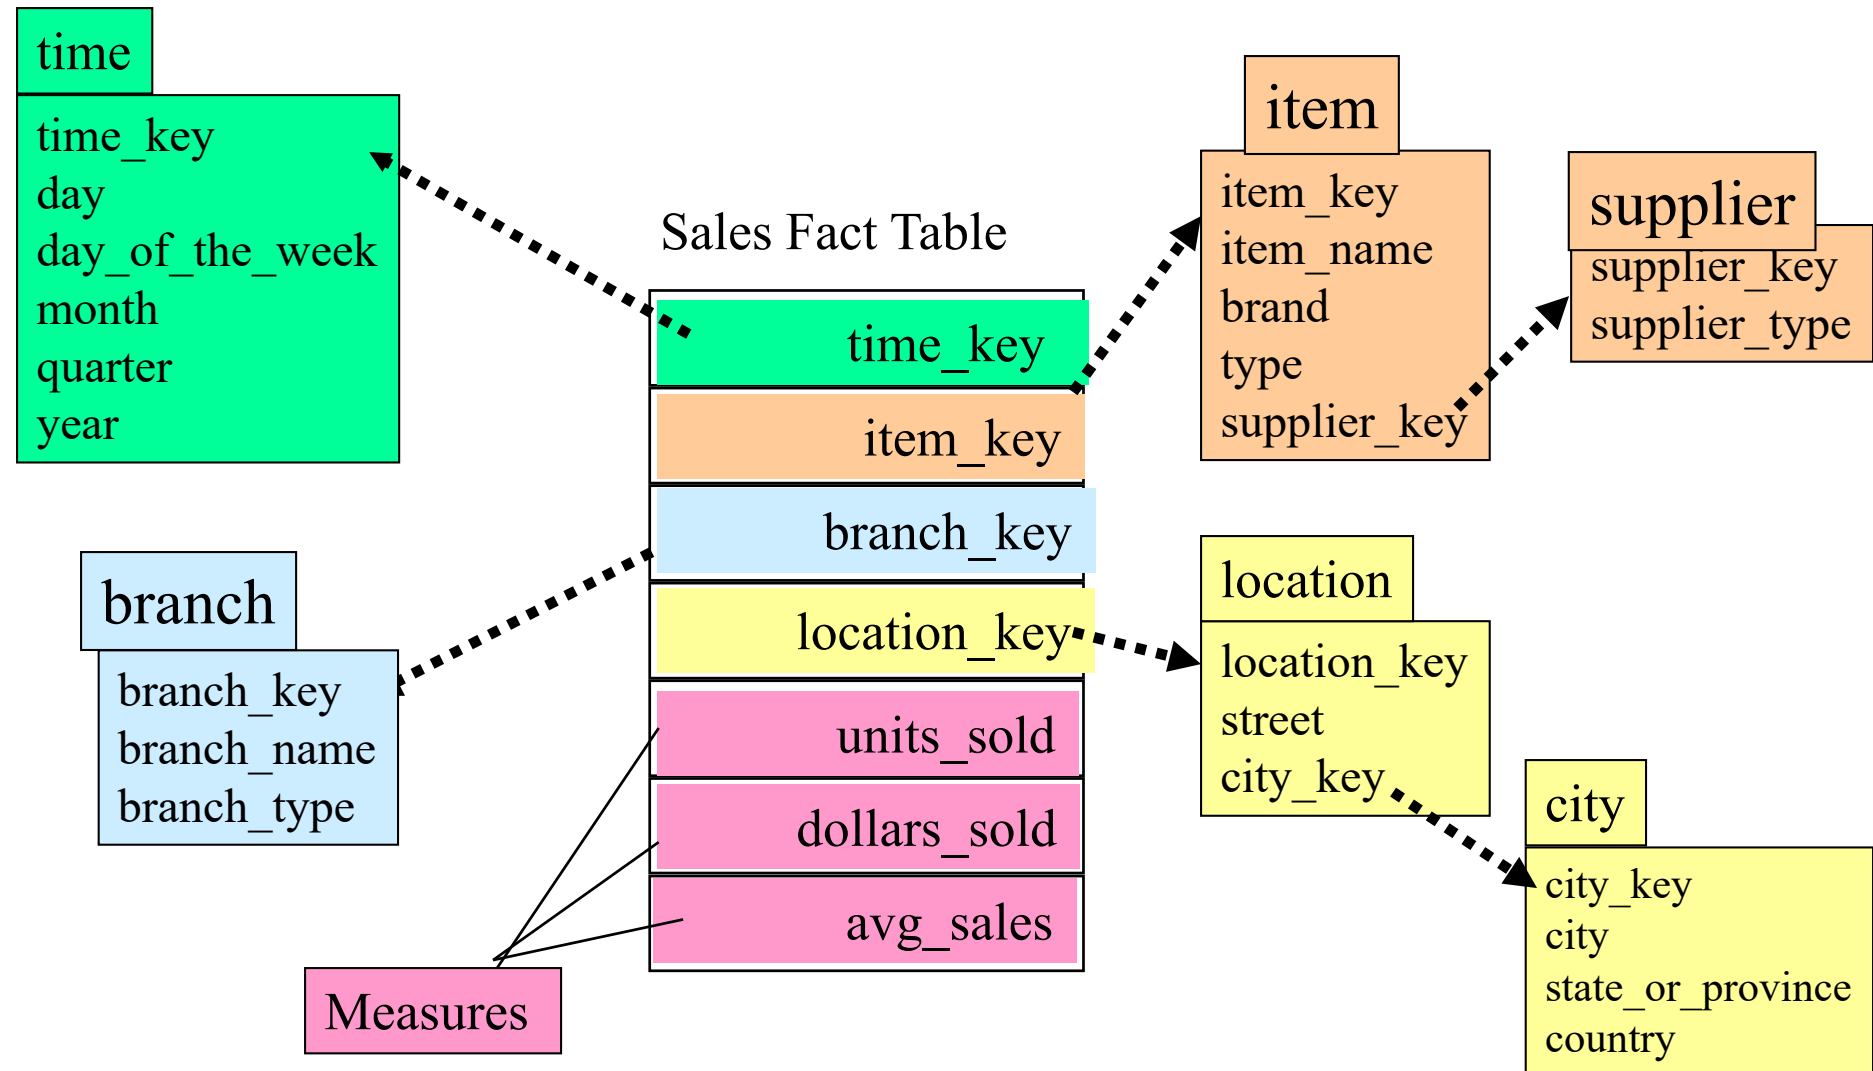 time
time_key
day
day_of_the_week
month
quarter
year
branch
branch_key
branch_name
branch_type
Sales Fact Table
time_key
item_key
branch_key
location_key
units_sold
dollars_sold
avg_sales
Measures
item
item_key
item_name
brand
type
supplier_key
supplier
supplier_key
supplier_type
location
location_key
street
city_key
city
city_key
city
state_or_province
country